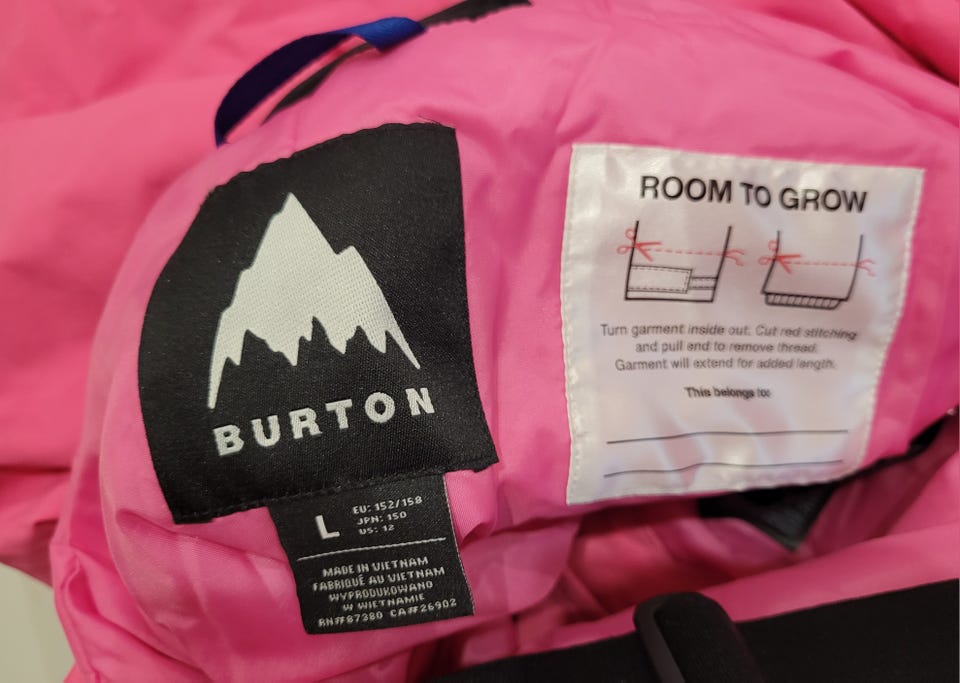 BURTON
L
EU: 152/158
JPN: 150
US: 12
MADE IN VIETNAM
FABRIQUÉ AU VIETNAM
WYPRODUKOWANO
W WIETNAMIE
RN#87380 CA#26902
ROOM TO GROW
Turn garment inside out. Cut red stitching
and pull end to remove thread.
Garment will extend for added length.
This belongs to: